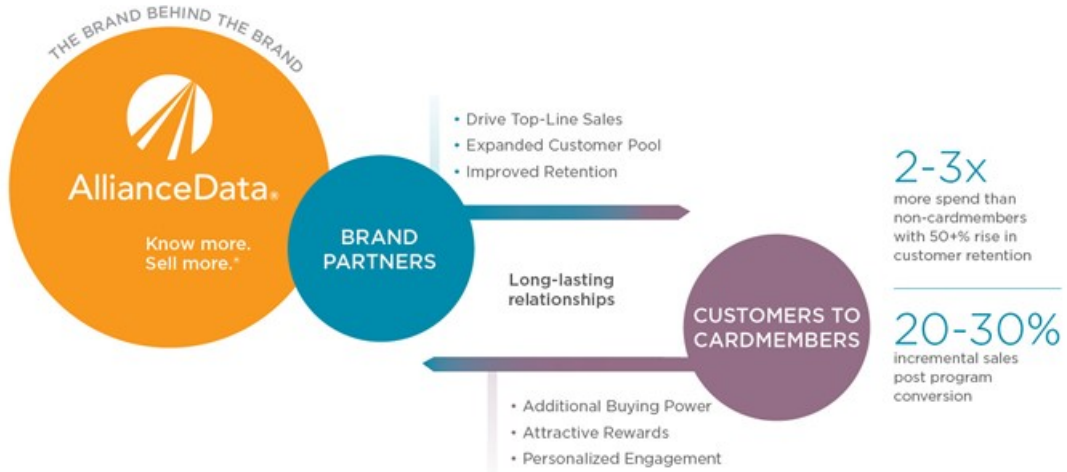 THE BRAND BEHIND THE BRAND
AllianceData®
Know more.
Sell more.*
BRAND
PARTNERS
• Drive Top-Line Sales
• Expanded Customer Pool
• Improved Retention
Long-lasting
relationships
CUSTOMERS TO
CARDMEMBERS
• Additional Buying Power
• Attractive Rewards
• Personalized Engagement
2-3x
more spend than
non-cardmembers
with 50+% rise in
customer retention
20-30%
incremental sales
post program
conversion